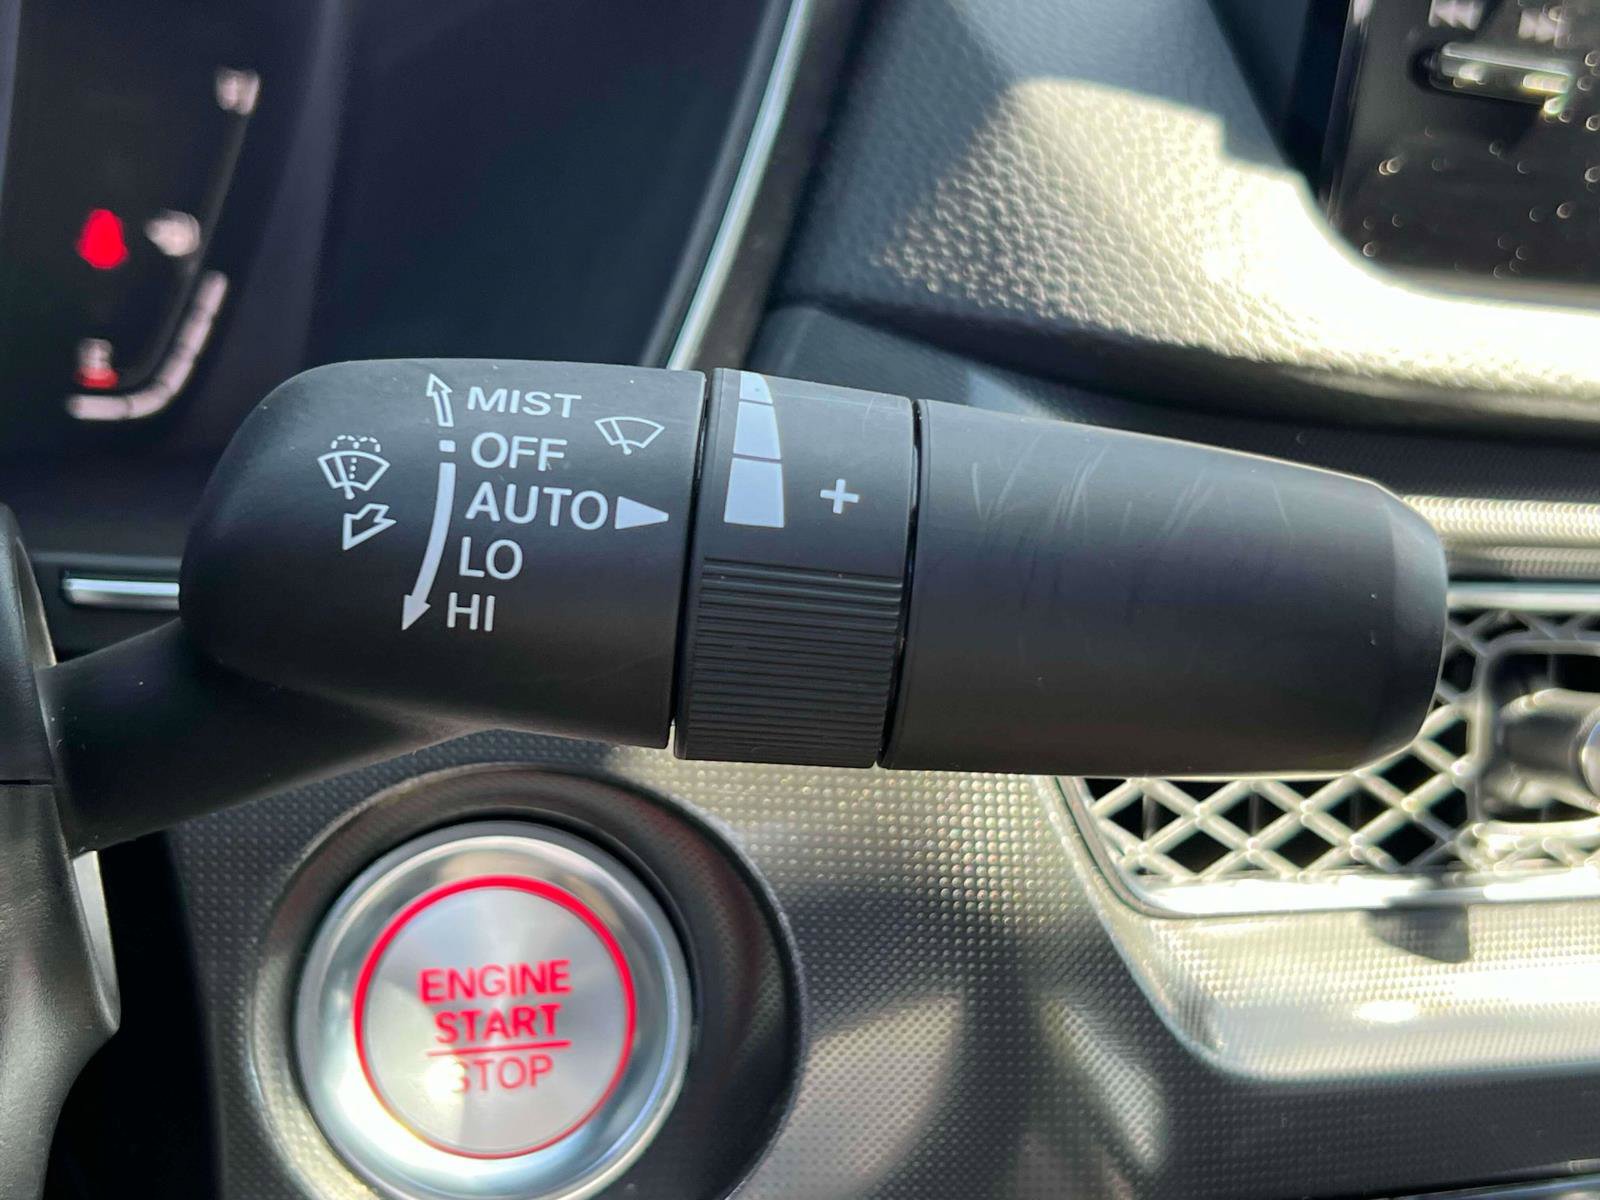 MIST
OFF
AUTO
LO
HI
+
ENGINE
START
STOP